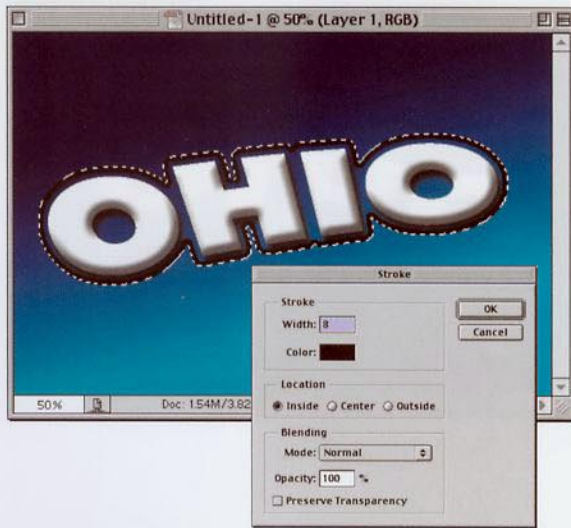 Untitled-1 @ 50% (Layer 1, RGB)
OHIO
Stroke
Stroke
Width: 8
OK
Cancel
Color:
Location
Inside Center Outside
Blending
Mode: Normal
Opacity: 100 %
Preserve Transparency
50% Doc: 1.54M/3.82